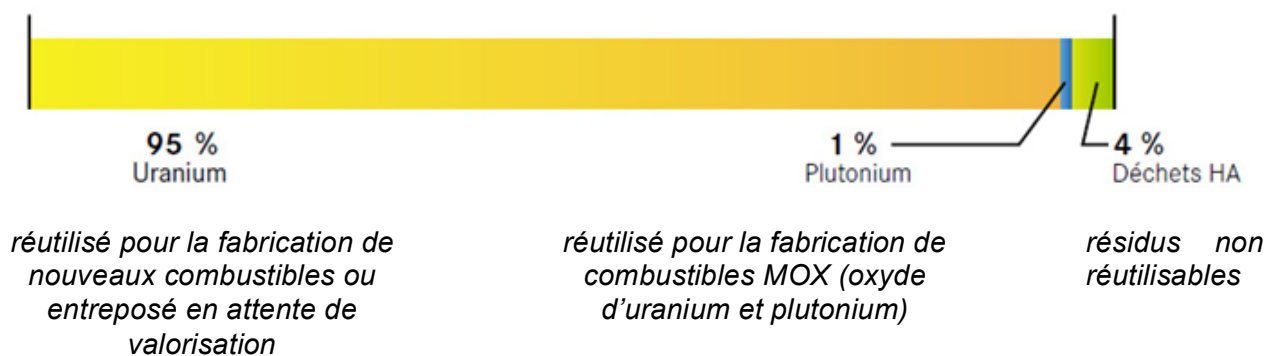 95 %
Uranium
1 %
Plutonium
4 %
Déchets HA
réutilisé pour la fabrication de
nouveaux combustibles ou
entreposé en attente de
valorisation
réutilisé pour la fabrication de
combustibles MOX (oxyde
d'uranium et plutonium)
résidus non
réutilisables